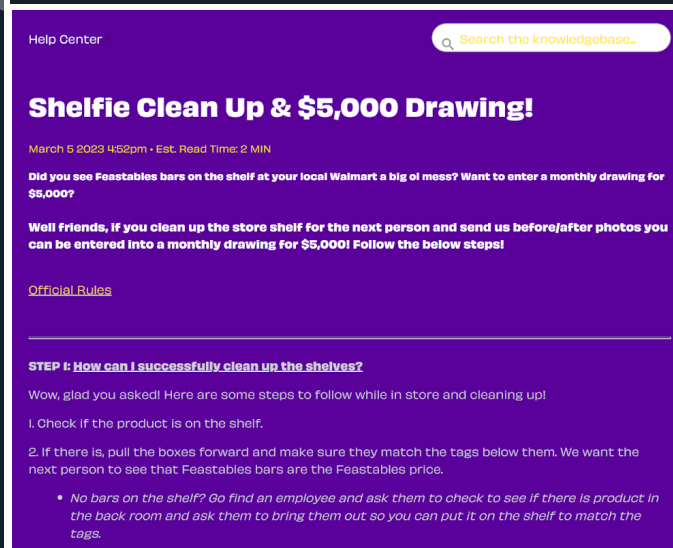 Help Center
Search the knowledgebase...
Shelfie Clean Up & $5,000 Drawing!
March 5 2023 4:52pm • Est. Read Time: 2 MIN
Did you see Feastables bars on the shelf at your local Walmart a big ol mess? Want to enter a monthly drawing for
$5,000?
Well friends, if you clean up the store shelf for the next person and send us before/after photos you
can be entered into a monthly drawing for $5,000! Follow the below steps!
Official Rules
STEP 1: How can I successfully clean up the shelves?
Wow, glad you asked! Here are some steps to follow while in store and cleaning up!
1. Check if the product is on the shelf.
2. If there is, pull the boxes forward and make sure they match the tags below them. We want the
next person to see that Feastables bars are the Feastables price.
• No bars on the shelf? Go find an employee and ask them to check to see if there is product in
the back room and ask them to bring them out so you can put it on the shelf to match the
tags.